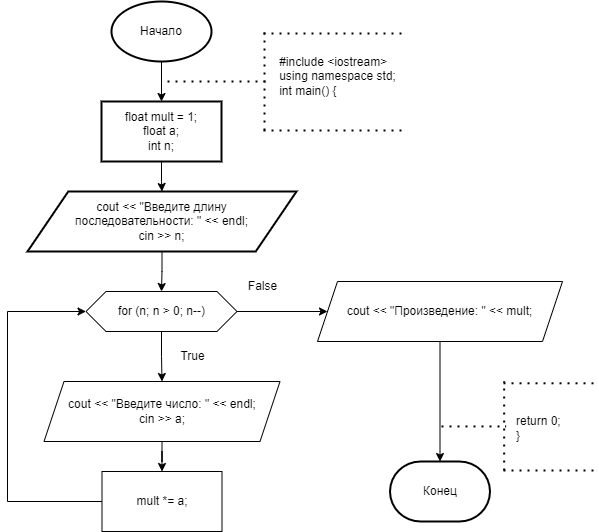 Начало
#include <iostream>
using namespace std;
int main() {
float mult = 1;
float a;
int n;
cout << "Введите длину
последовательности: " << endl;
cin >> n;
for (n; n > 0; n--)
False
cout << "Произведение: " << mult;
True
cout << "Введите число: " << endl;
cin >> a;
return 0;
}
mult *= a;
Конец